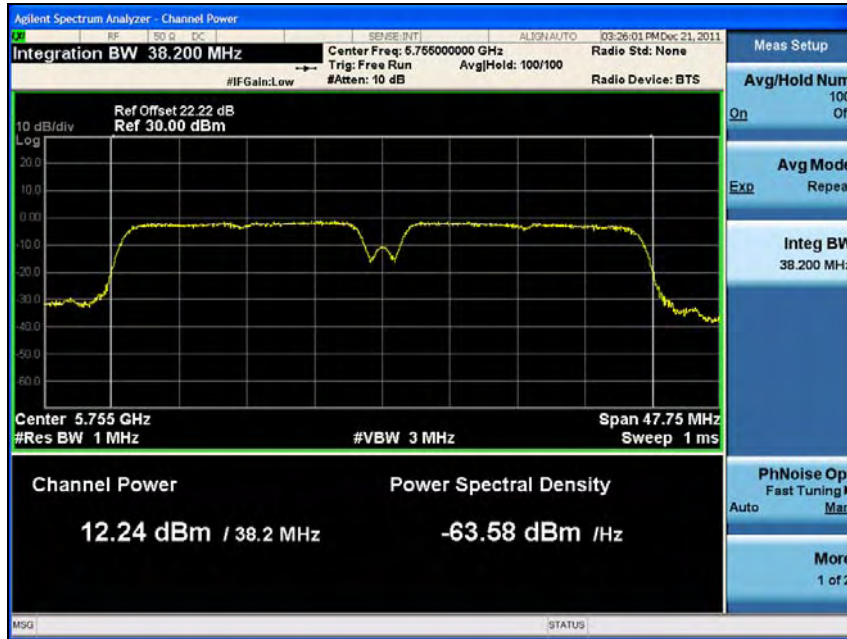 Agilent Spectrum Analyzer - Channel Power
RF 50 Ω DC SENSE:INT ALIGN AUTO 03:26:01 PM Dec 21, 2011
Integration BW 38.200 MHz
Center Freq: 5.755000000 GHz
Radio Std: None
Trig: Free Run Avg|Hold: 100/100
#IFGain:Low
#Atten: 10 dB
Radio Device: BTS
Ref Offset 22.22 dB
10 dB/div Ref 30.00 dBm
Log
20.0
10.0
0.00
-10.0
-20.0
-30.0
-40.0
-50.0
-60.0
Center 5.755 GHz Span 47.75 MHz
#Res BW 1 MHz #VBW 3 MHz Sweep 1 ms
Channel Power
Power Spectral Density
12.24 dBm / 38.2 MHz
-63.58 dBm /Hz
MSG STATUS
Meas Setup
Avg/Hold Num
100
On Of
Avg Mode
Exp Repea
Integ BW
38.200 MHz
PhNoise Op
Fast Tuning
Auto Man
More
1 of 2